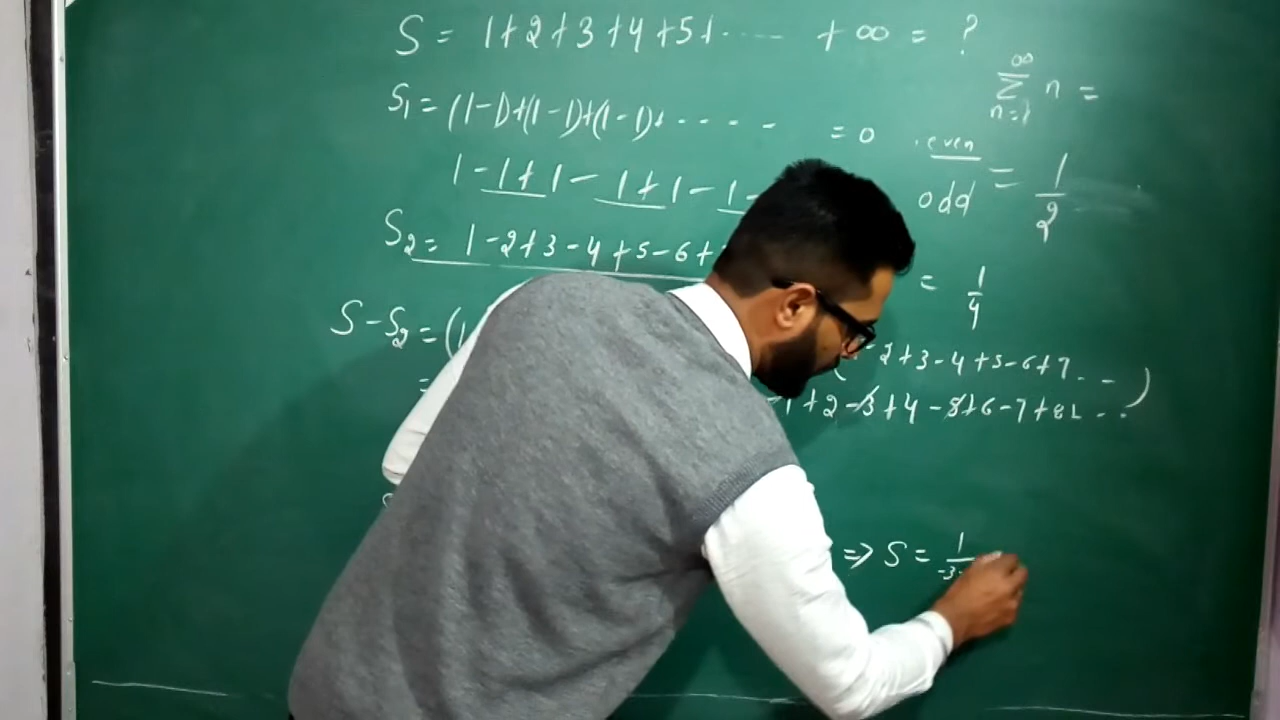 S = 1+2+3+4+5+ ..... + ∞ = ?
∞
Σ n =
n=1
S₁ = (1-1)+(1-1)+(1-1)+ - - - - = 0
even
odd = 1/2
1-1+1-1+1-1-
S₂ = 1-2+3-4+5-6+ = 1/4
S-S₂ = (1
-2+3-4+5-6+7...)
=
-1+2-3+4-5+6-7+8+...
⇒ S = 1/-3